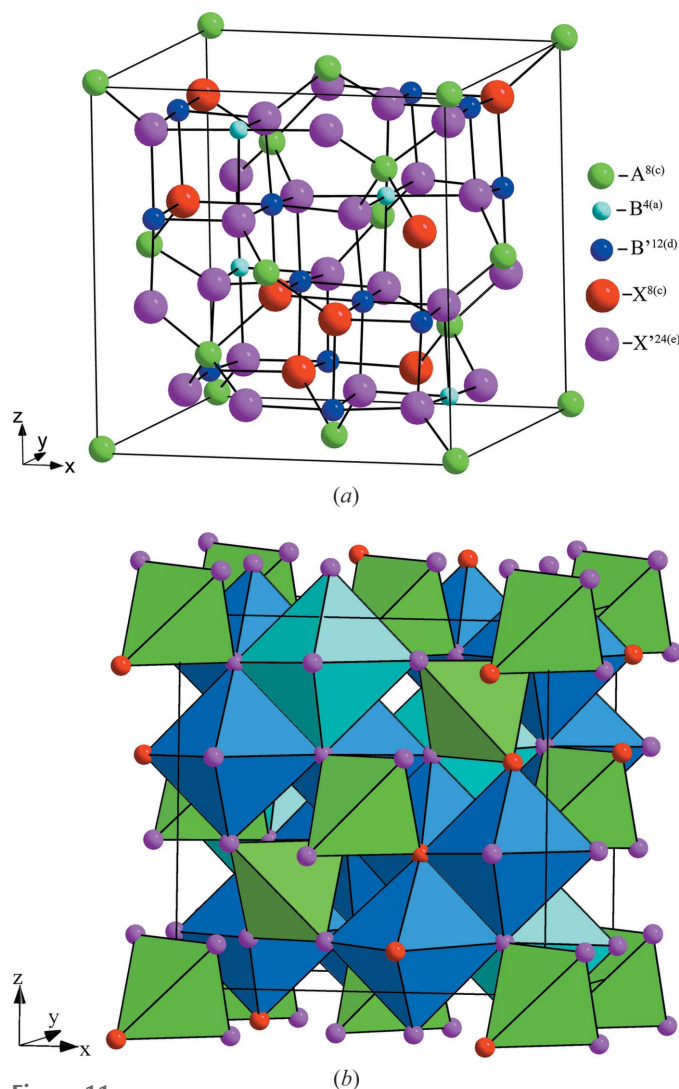 –A8(c)
–B4(a)
–B'12(d)
–X8(c)
–X'24(e)
z
y
x
(a)
z
y
x
(b)